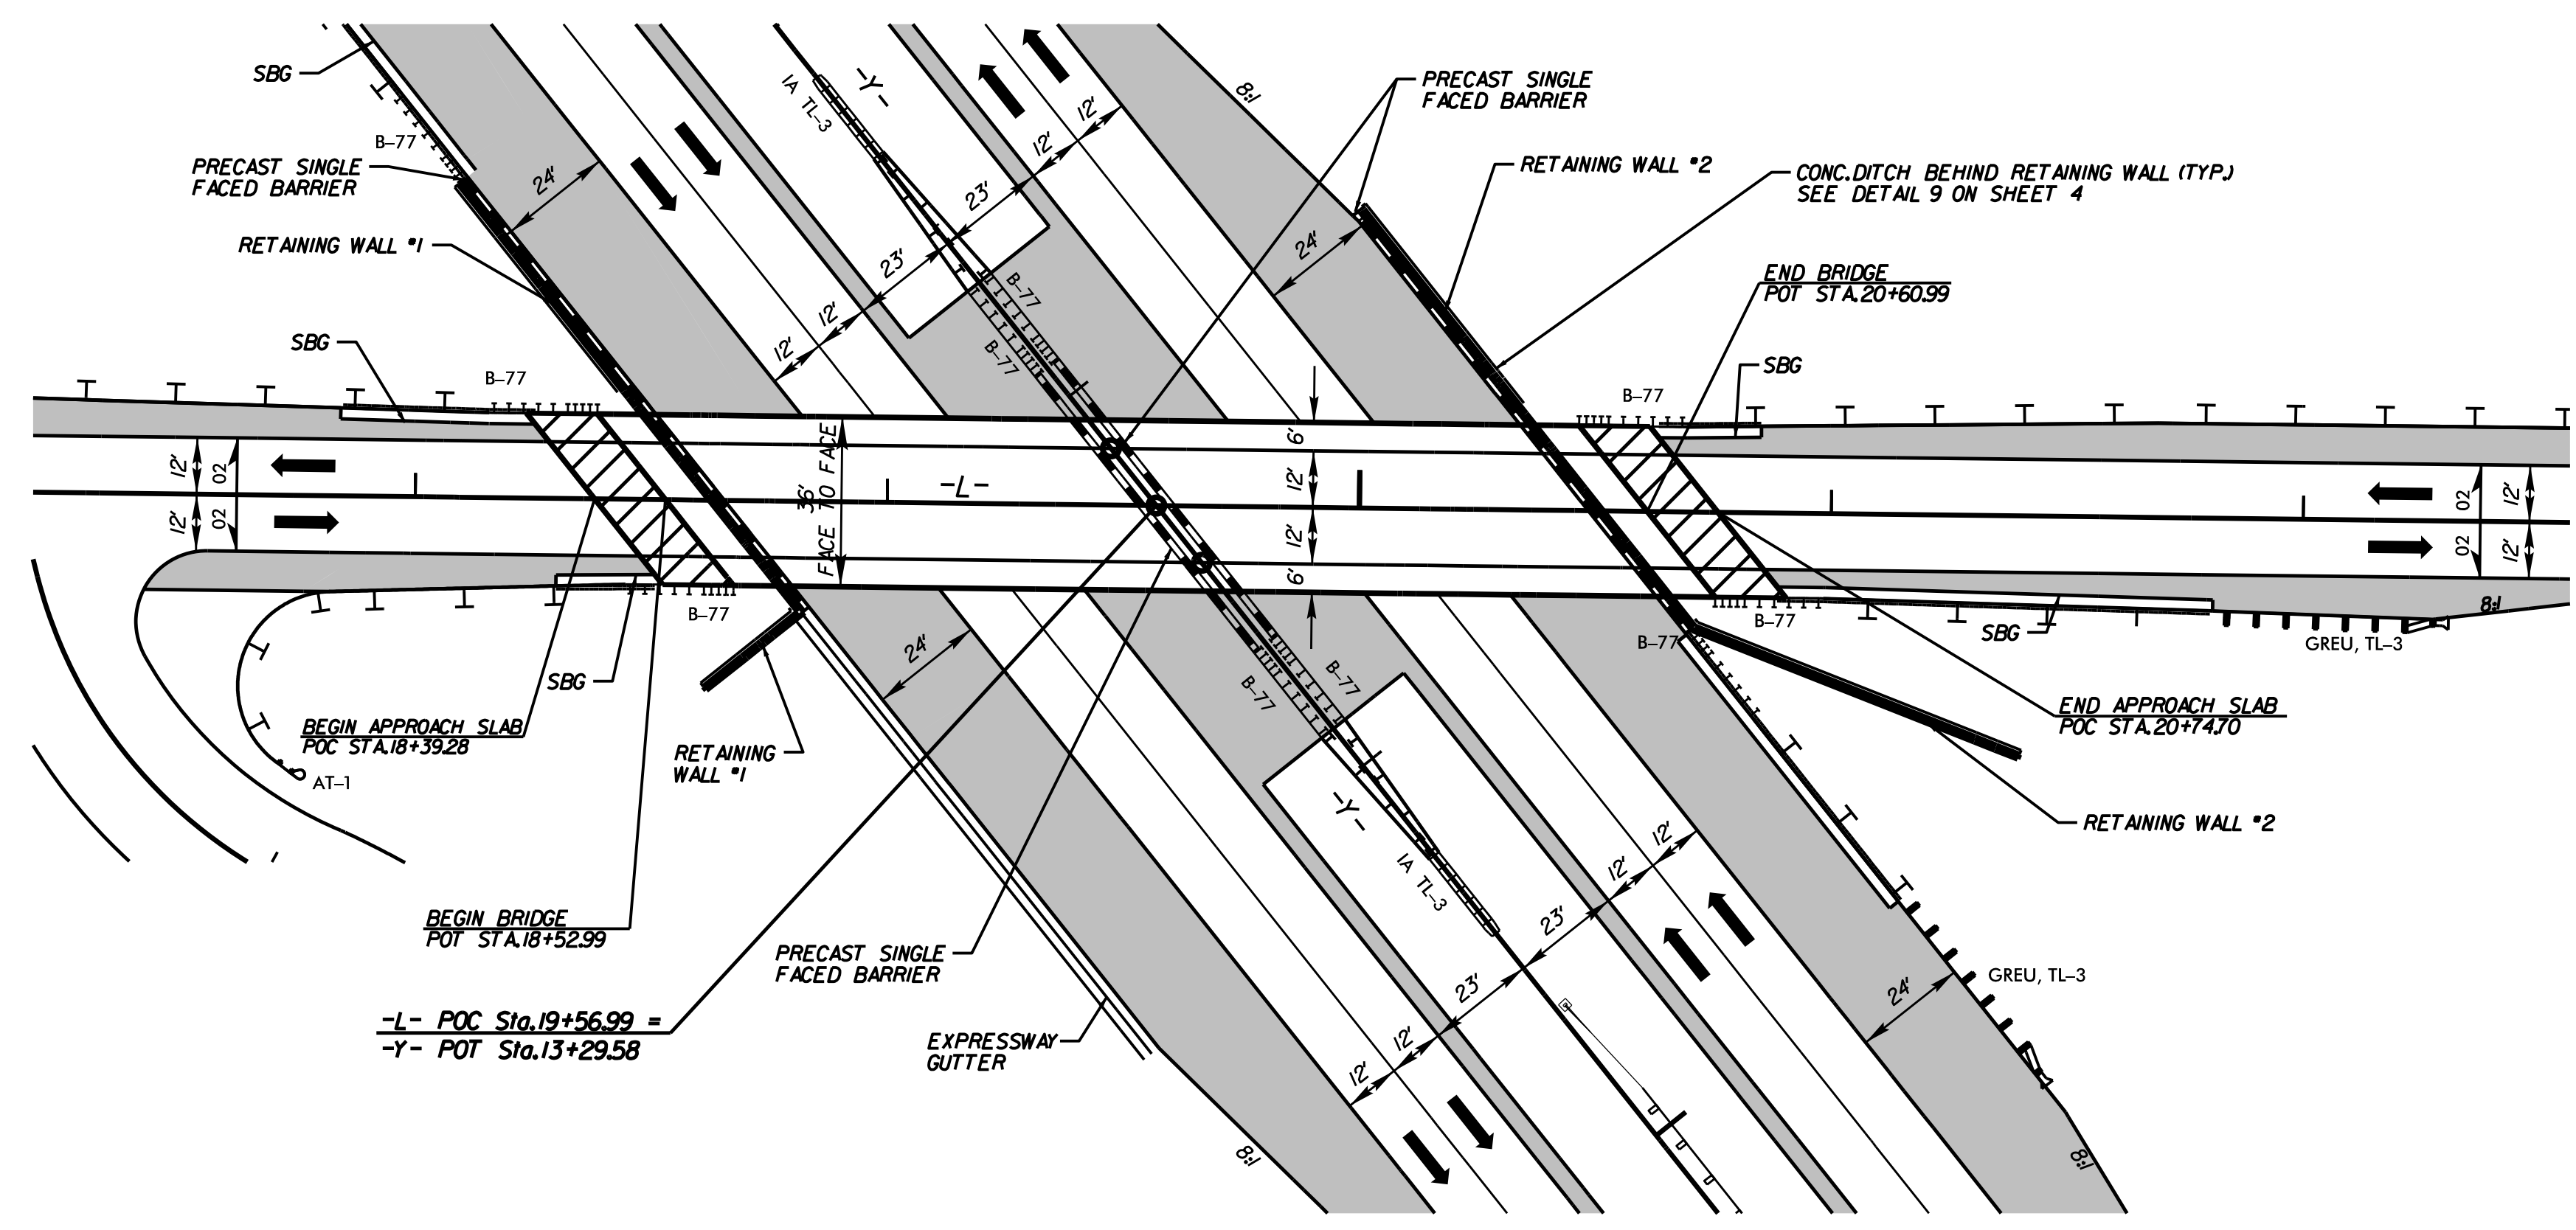 SBG
B-77
PRECAST SINGLE
FACED BARRIER
RETAINING WALL #1
24'
IA TL-3
-Y-
12'
12'
23'
23'
12'
12'
B-77
B-77
8:1
PRECAST SINGLE
FACED BARRIER
RETAINING WALL #2
CONC. DITCH BEHIND RETAINING WALL (TYP.)
SEE DETAIL 9 ON SHEET 4
24'
END BRIDGE
POT STA. 20+60.99
SBG
B-77
SBG
B-77
12'
12'
02
02
36'
FACE TO FACE
-L-
6'
12'
12'
6'
02
02
12'
12'
8:1
GREU, TL-3
SBG
B-77
B-77
B-77
SBG
24'
BEGIN APPROACH SLAB
POC STA. 18+39.28
AT-1
RETAINING
WALL #1
B-77
B-77
-Y-
IA TL-3
END APPROACH SLAB
POC STA. 20+74.70
RETAINING WALL #2
BEGIN BRIDGE
POT STA. 18+52.99
PRECAST SINGLE
FACED BARRIER
-L- POC Sta. 19+56.99 =
-Y- POT Sta. 13+29.58
EXPRESSWAY
GUTTER
12'
12'
23'
23'
12'
12'
24'
GREU, TL-3
8:1
8:1